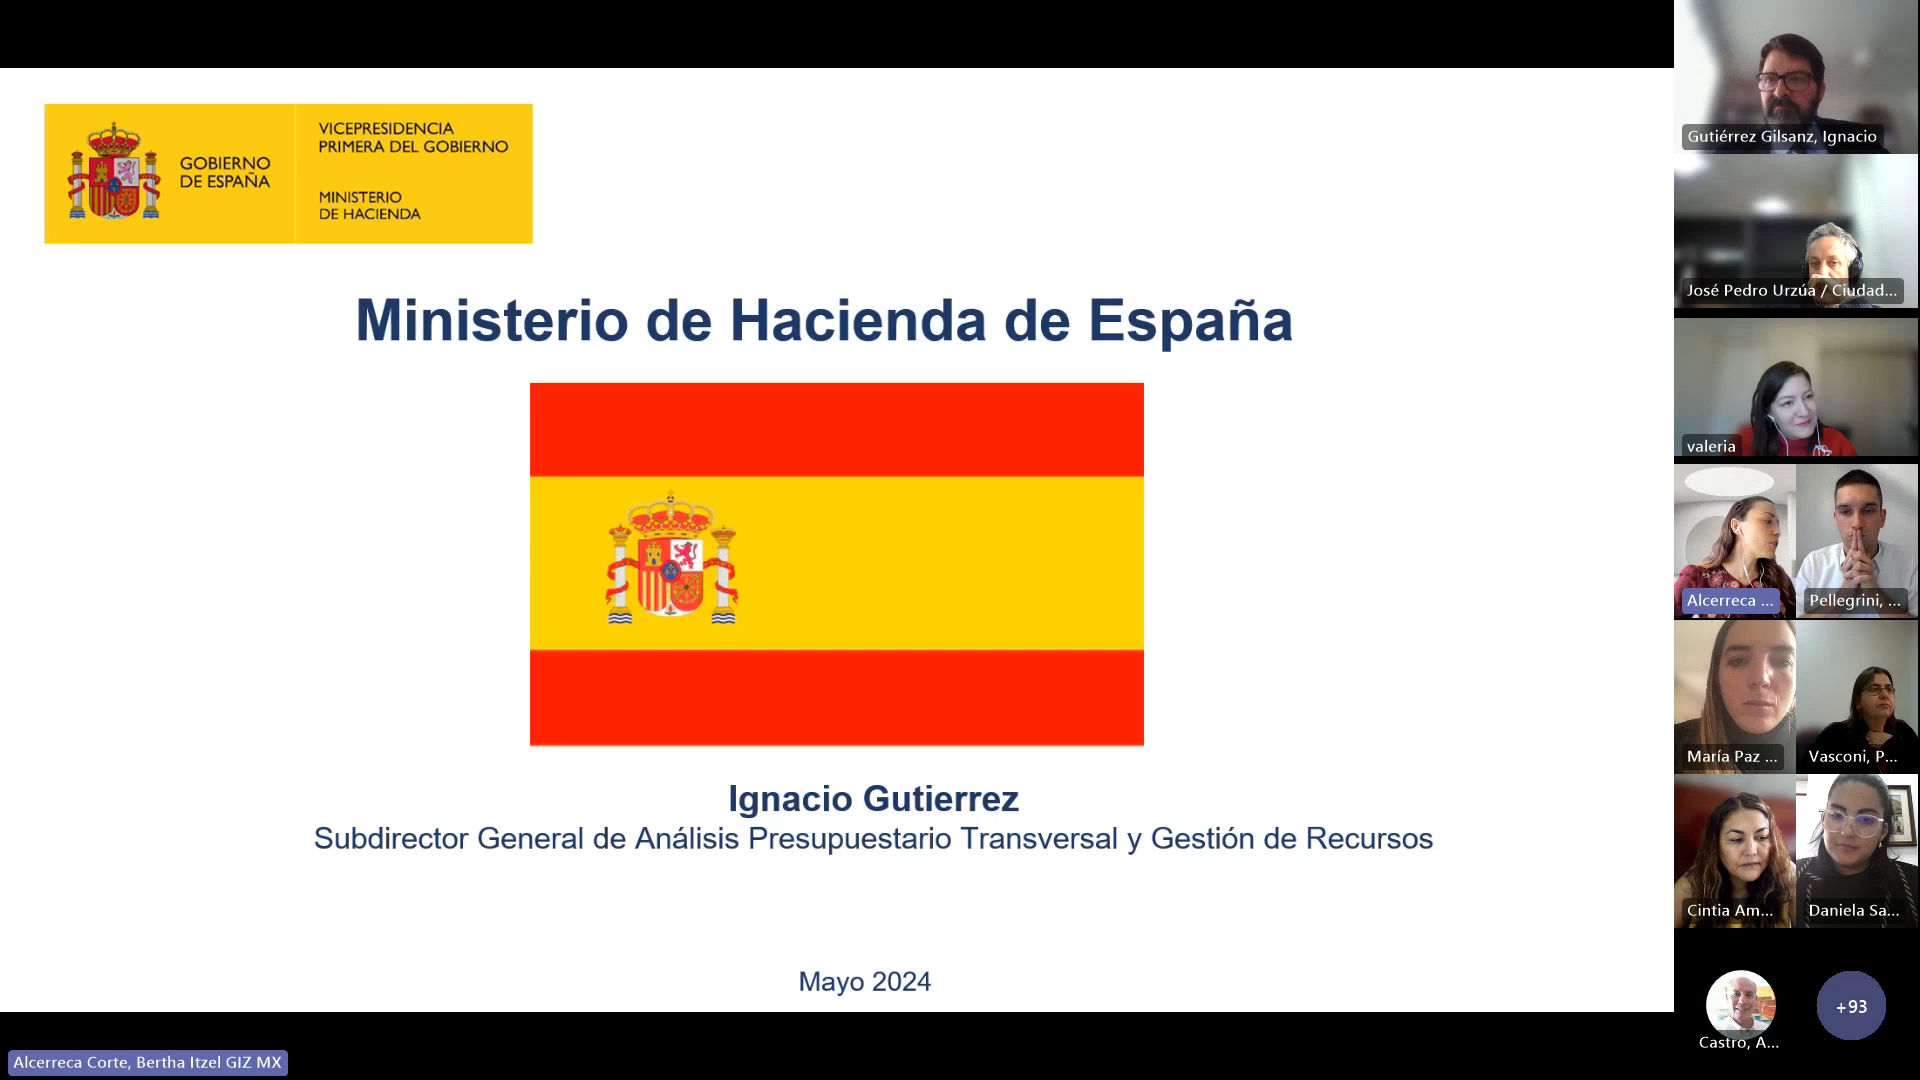 GOBIERNO
DE ESPAÑA
VICEPRESIDENCIA
PRIMERA DEL GOBIERNO
MINISTERIO
DE HACIENDA
Ministerio de Hacienda de España
Ignacio Gutierrez
Subdirector General de Análisis Presupuestario Transversal y Gestión de Recursos
Mayo 2024
Alcerreca Corte, Bertha Itzel GIZ MX
Gutiérrez Gilsanz, Ignacio
José Pedro Urzúa / Ciudad...
valeria
Alcerreca ...
Pellegrini, ...
María Paz ...
Vasconi, P...
Cintia Am...
Daniela Sa...
Castro, A...
+93